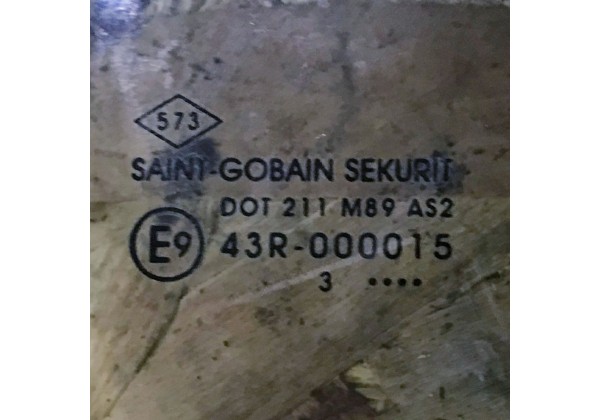 573
SAINT-GOBAIN SEKURIT
DOT 211 M89 AS2
E9 43R-000015
3 ••••